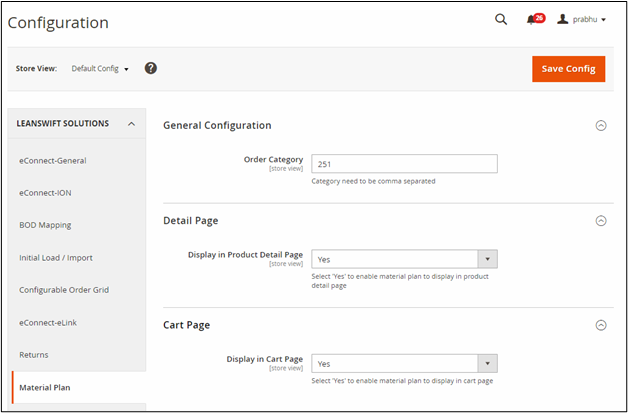 Configuration
26
prabhu
Store View: Default Config ?
Save Config
LEANSWIFT SOLUTIONS
eConnect-General
eConnect-ION
BOD Mapping
Initial Load / Import
Configurable Order Grid
eConnect-eLink
Returns
Material Plan
General Configuration
Order Category 251
[store view]
Category need to be comma separated
Detail Page
Display in Product Detail Page Yes
[store view]
Select 'Yes' to enable material plan to display in product
detail page
Cart Page
Display in Cart Page Yes
[store view]
Select 'Yes' to enable material plan to display in cart page